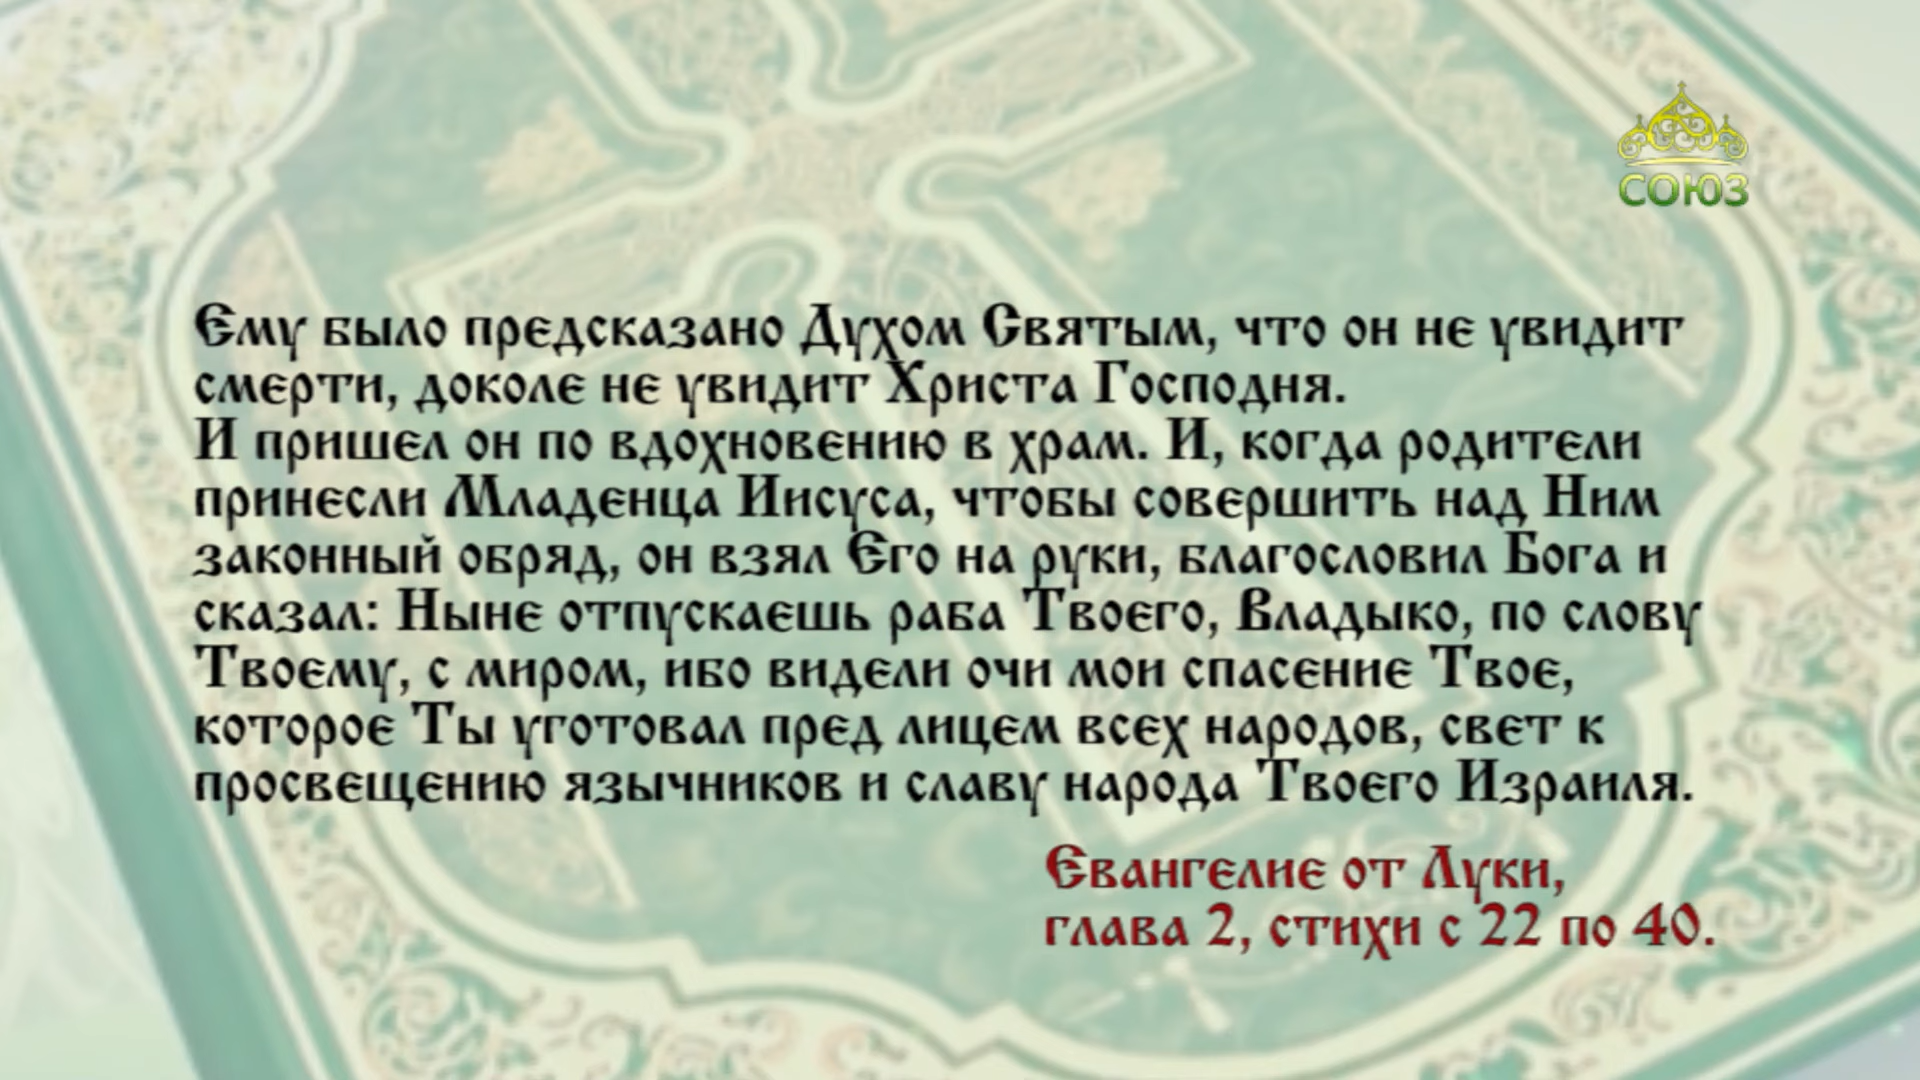 СОЮЗ
Ему было предсказано Духом Святым, что он не увидит
смерти, доколе не увидит Христа Господня.
И пришел он по вдохновению в храм. И, когда родители
принесли Младенца Иисуса, чтобы совершить над Ним
законный обряд, он взял Его на руки, благословил Бога и
сказал: Ныне отпускаешь раба Твоего, Владыко, по слову
Твоему, с миром, ибо видели очи мои спасение Твое,
которое Ты уготовал пред лицем всех народов, свет к
просвещению язычников и славу народа Твоего Израиля.
Евангелие от Луки,
глава 2, стихи с 22 по 40.